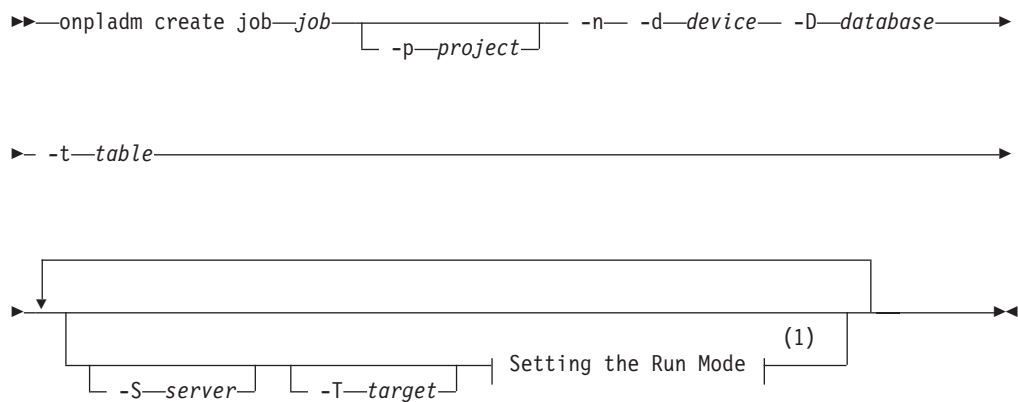 onpladm create job job -n -d device -D database
-p project
-t table
(1)
Setting the Run Mode
-S server -T target